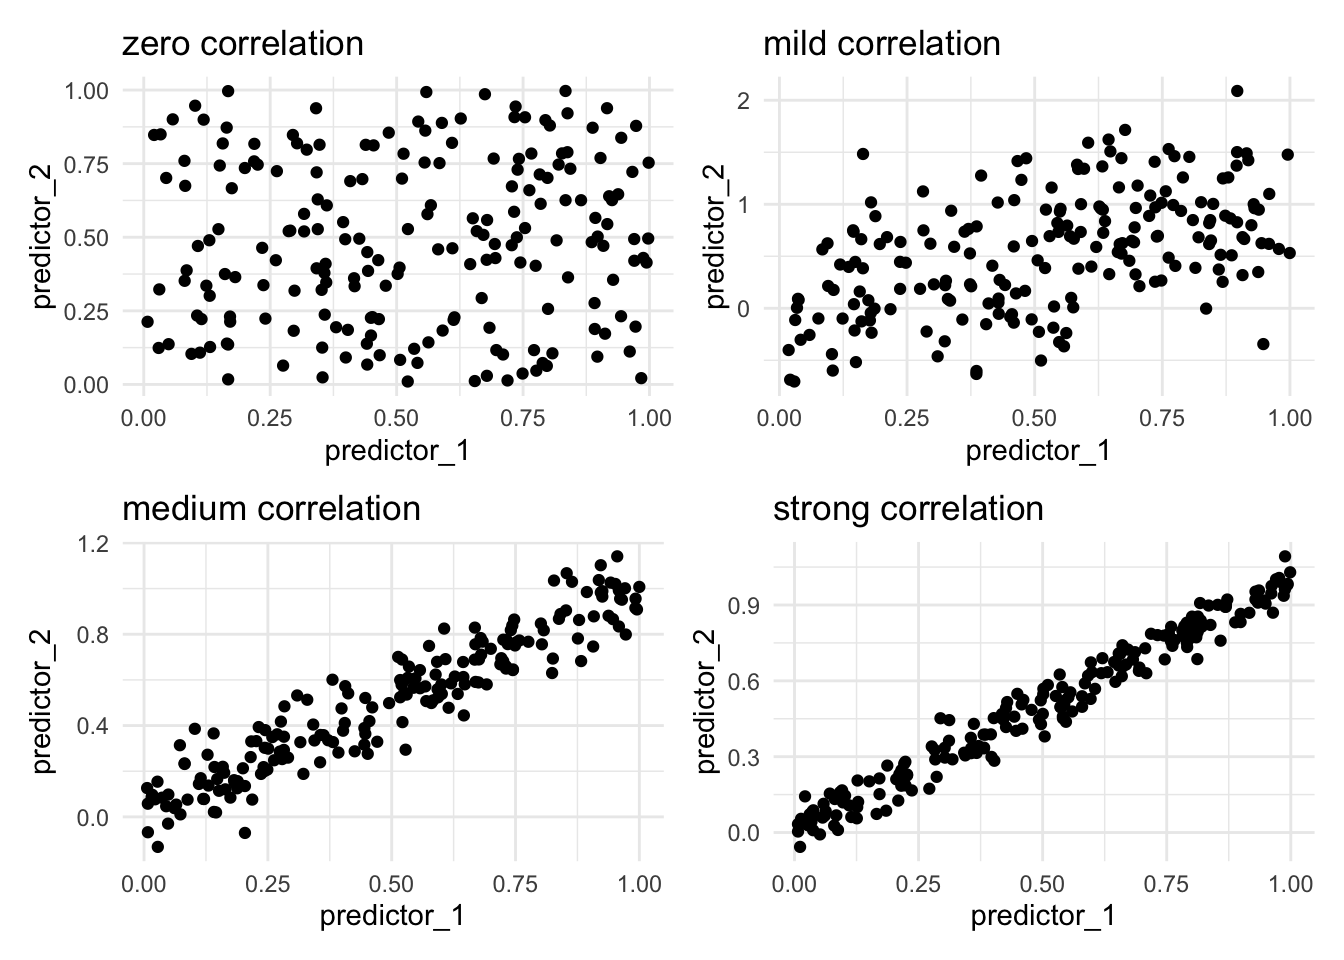 zero correlation
1.00
0.75
0.50
0.25
0.00
predictor_2
0.00 0.25 0.50 0.75 1.00
predictor_1
mild correlation
2
1
0
predictor_2
0.00 0.25 0.50 0.75 1.00
predictor_1
medium correlation
1.2
0.8
0.4
0.0
predictor_2
0.00 0.25 0.50 0.75 1.00
predictor_1
strong correlation
0.9
0.6
0.3
0.0
predictor_2
0.00 0.25 0.50 0.75 1.00
predictor_1